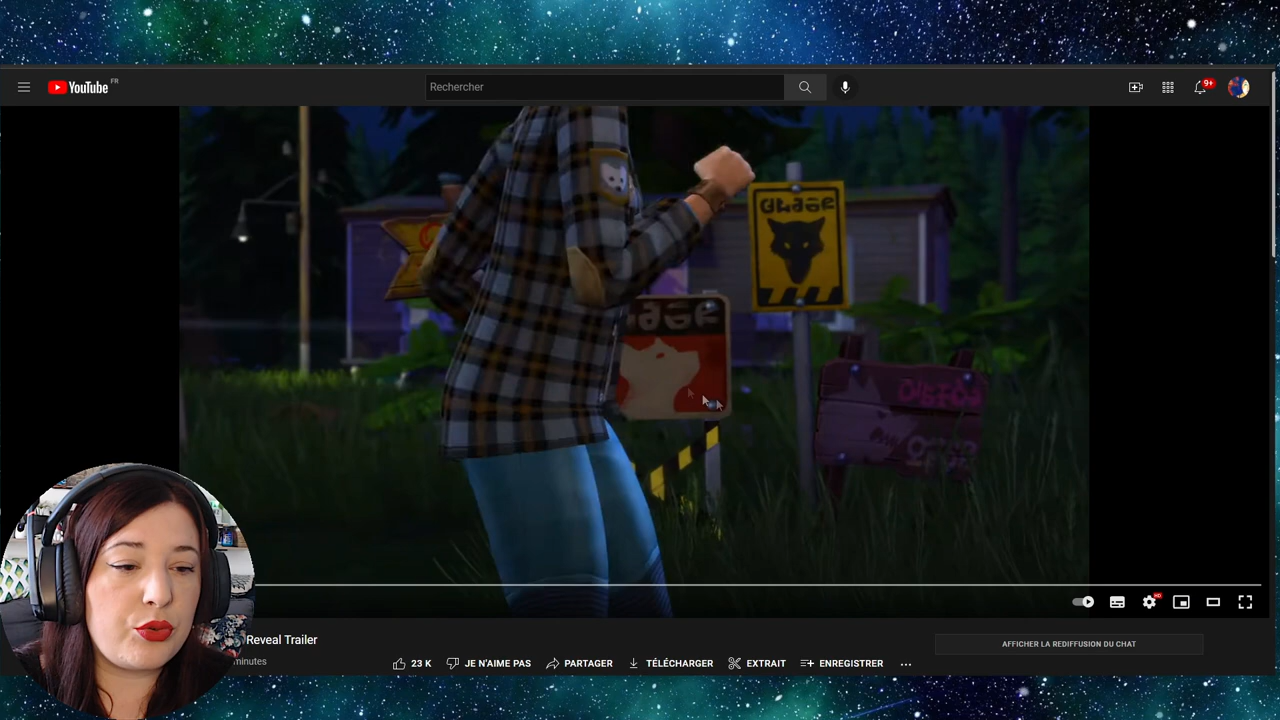 YouTube FR
Rechercher
9+
HD
Reveal Trailer
AFFICHER LA REDIFFUSION DU CHAT
minutes
23 K
JE N'AIME PAS
PARTAGER
TÉLÉCHARGER
EXTRAIT
ENREGISTRER